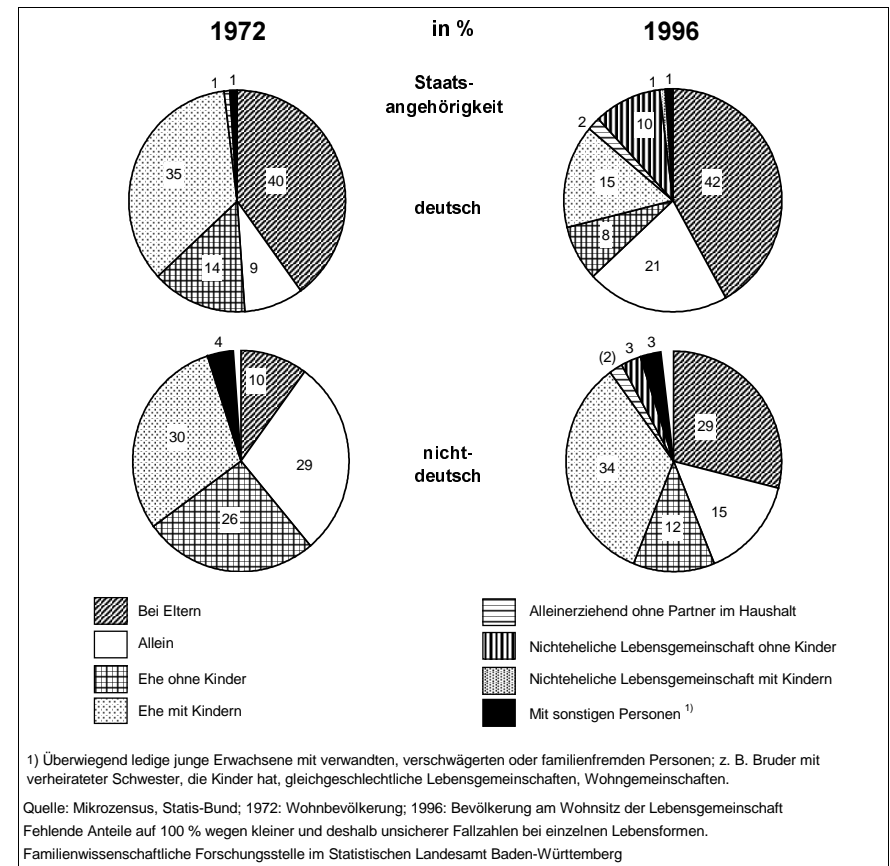 1972 in % 1996
Staats-
angehörigkeit
1 1
35
40
14
9
deutsch
1 1
2
10
15
42
8
21
4
10
30
29
26
nicht-
deutsch
(2) 3 3
29
34
15
12
Bei Eltern
Allein
Ehe ohne Kinder
Ehe mit Kindern
Alleinerziehend ohne Partner im Haushalt
Nichteheliche Lebensgemeinschaft ohne Kinder
Nichteheliche Lebensgemeinschaft mit Kindern
Mit sonstigen Personen 1)
1) Überwiegend ledige junge Erwachsene mit verwandten, verschwägerten oder familienfremden Personen; z. B. Bruder mit
verheirateter Schwester, die Kinder hat, gleichgeschlechtliche Lebensgemeinschaften, Wohngemeinschaften.
Quelle: Mikrozensus, Statis-Bund; 1972: Wohnbevölkerung; 1996: Bevölkerung am Wohnsitz der Lebensgemeinschaft
Fehlende Anteile auf 100 % wegen kleiner und deshalb unsicherer Fallzahlen bei einzelnen Lebensformen.
Familienwissenschaftliche Forschungsstelle im Statistischen Landesamt Baden-Württemberg